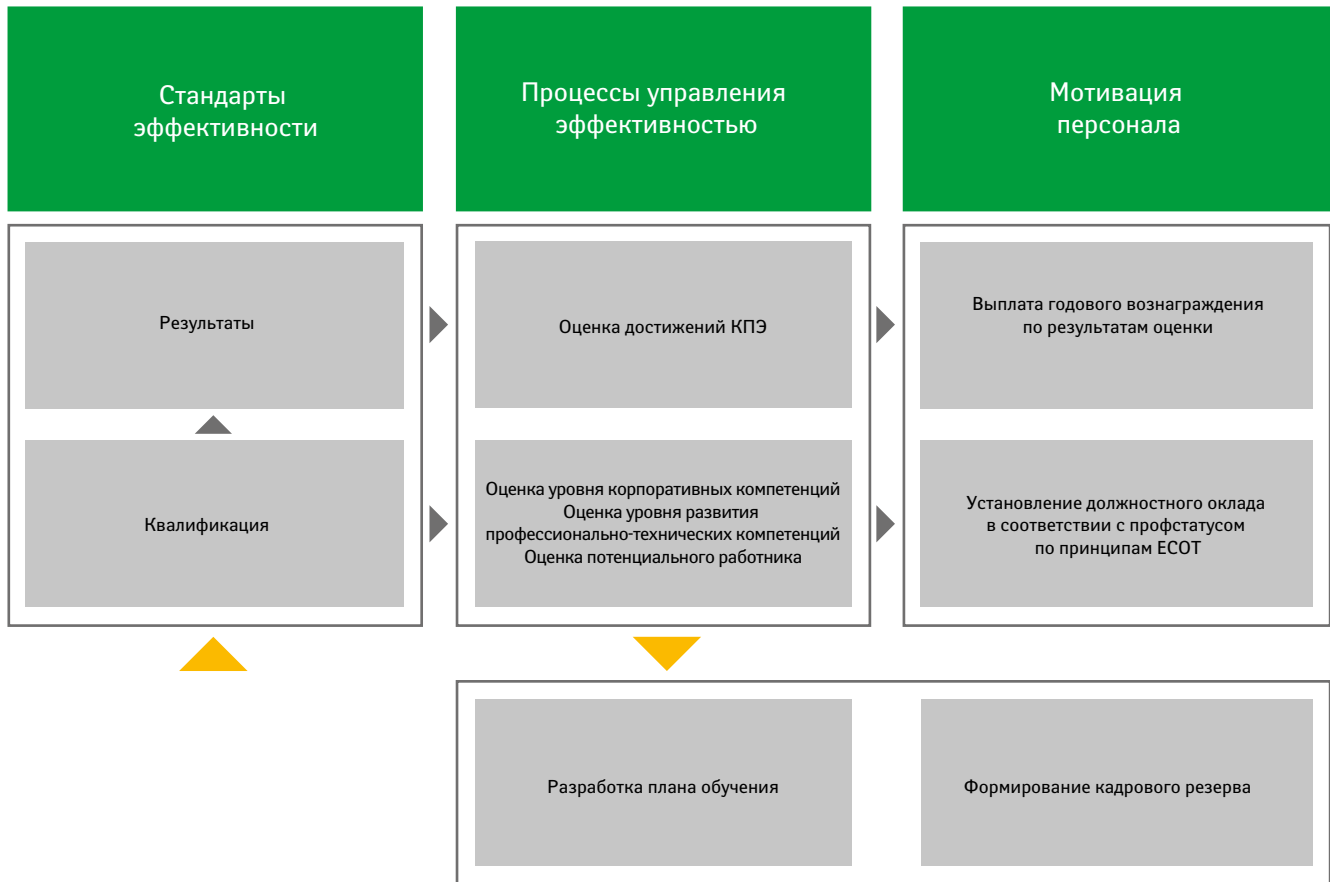 Стандарты
эффективности
Процессы управления
эффективностью
Мотивация
персонала
Результаты
Оценка достижений КПЭ
Выплата годового вознаграждения
по результатам оценки
Квалификация
Оценка уровня корпоративных компетенций
Оценка уровня развития
профессионально-технических компетенций
Оценка потенциального работника
Установление должностного оклада
в соответствии с профстатусом
по принципам ЕСОТ
Разработка плана обучения
Формирование кадрового резерва